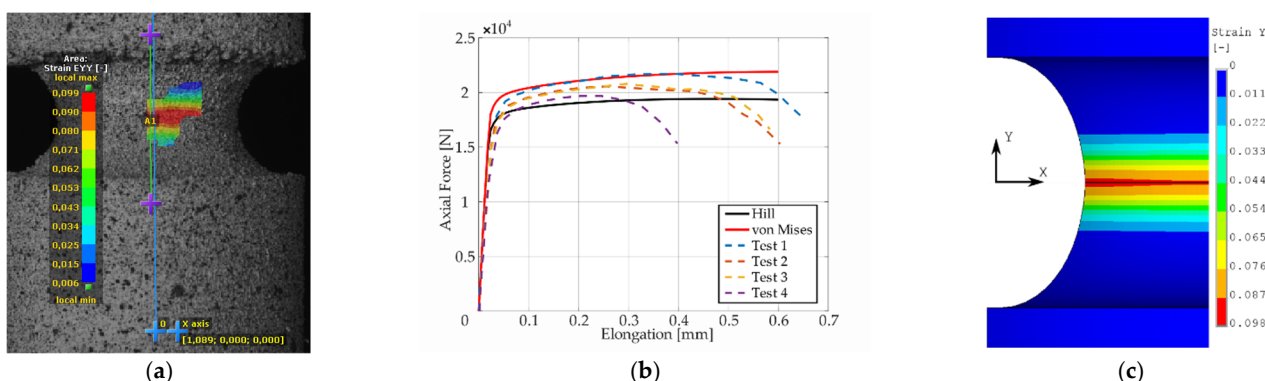 Area:
Strain EYY [-]
local max
0,099
0,090
0,080
0,071
0,062
0,053
0,043
0,034
0,025
0,015
0,006
local min
A1
0
X axis
[1,089; 0,000; 0,000]
(a)
×10⁴
2.5
2.0
1.5
1.0
0.5
0
0.1
0.2
0.3
0.4
0.5
0.6
0.7
Axial Force [N]
Elongation [mm]
Hill
von Mises
Test 1
Test 2
Test 3
Test 4
(b)
Strain Y
[-]
0
0.011
0.022
0.033
0.044
0.054
0.065
0.076
0.087
0.098
Y
X
(c)